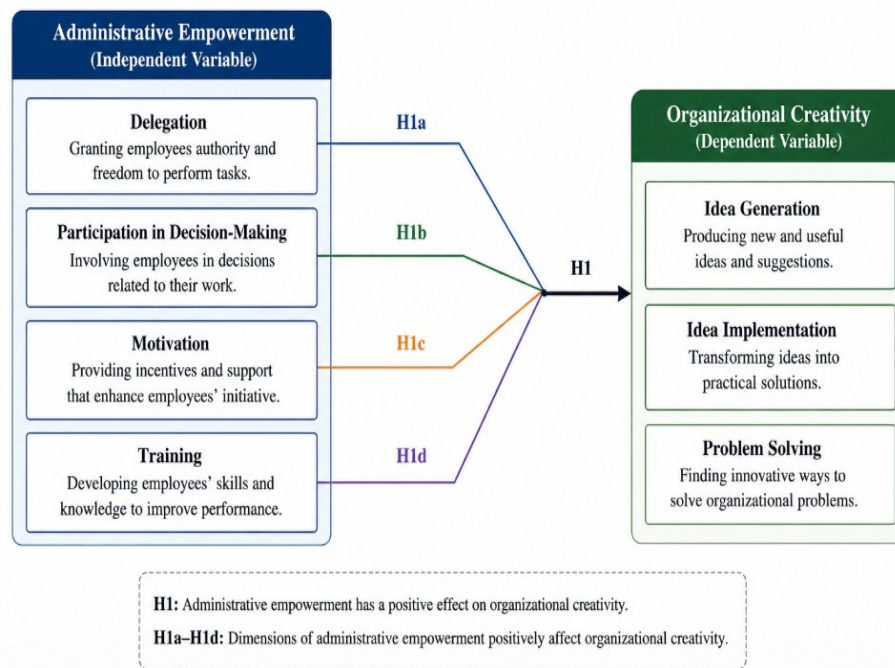 Administrative Empowerment
(Independent Variable)
Delegation
Granting employees authority and
freedom to perform tasks.
Participation in Decision-Making
Involving employees in decisions
related to their work.
Motivation
Providing incentives and support
that enhance employees’ initiative.
Training
Developing employees’ skills and
knowledge to improve performance.
H1a
H1b
H1c
H1d
H1
Organizational Creativity
(Dependent Variable)
Idea Generation
Producing new and useful
ideas and suggestions.
Idea Implementation
Transforming ideas into
practical solutions.
Problem Solving
Finding innovative ways to
solve organizational problems.
H1: Administrative empowerment has a positive effect on organizational creativity.
H1a–H1d: Dimensions of administrative empowerment positively affect organizational creativity.